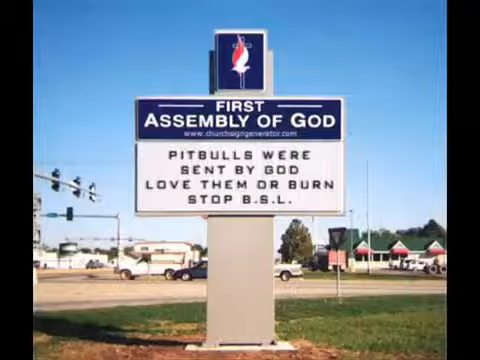 FIRST
ASSEMBLY OF GOD
www.churchsigngenerator.com
PITBULLS WERE
SENT BY GOD
LOVE THEM OR BURN
STOP B.S.L.